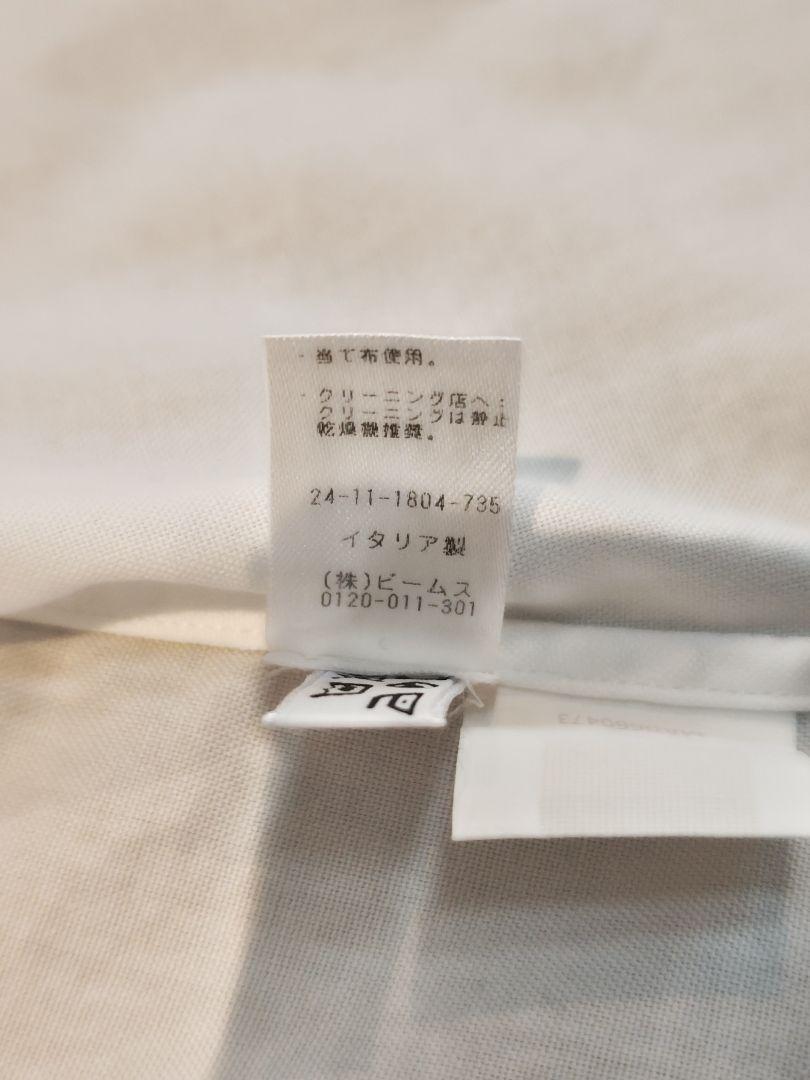 ・当て布使用。
・クリーニング店へ：
クリーニングは静止
乾燥機推奨。
24-11-1804-735
イタリア製
(株)ビームス
0120-011-301